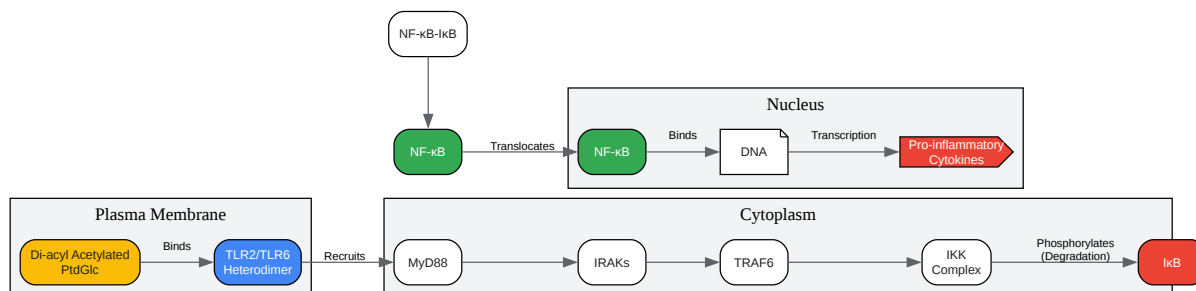 NF-κB-IκB
Nucleus
NF-κB
Translocates
NF-κB
Binds
DNA
Transcription
Pro-inflammatory
Cytokines
Plasma Membrane
Di-acyl Acetylated
PtdGlc
Binds
TLR2/TLR6
Heterodimer
Recruits
Cytoplasm
MyD88
IRAKs
TRAF6
IKK
Complex
Phosphorylates
(Degradation)
IκB